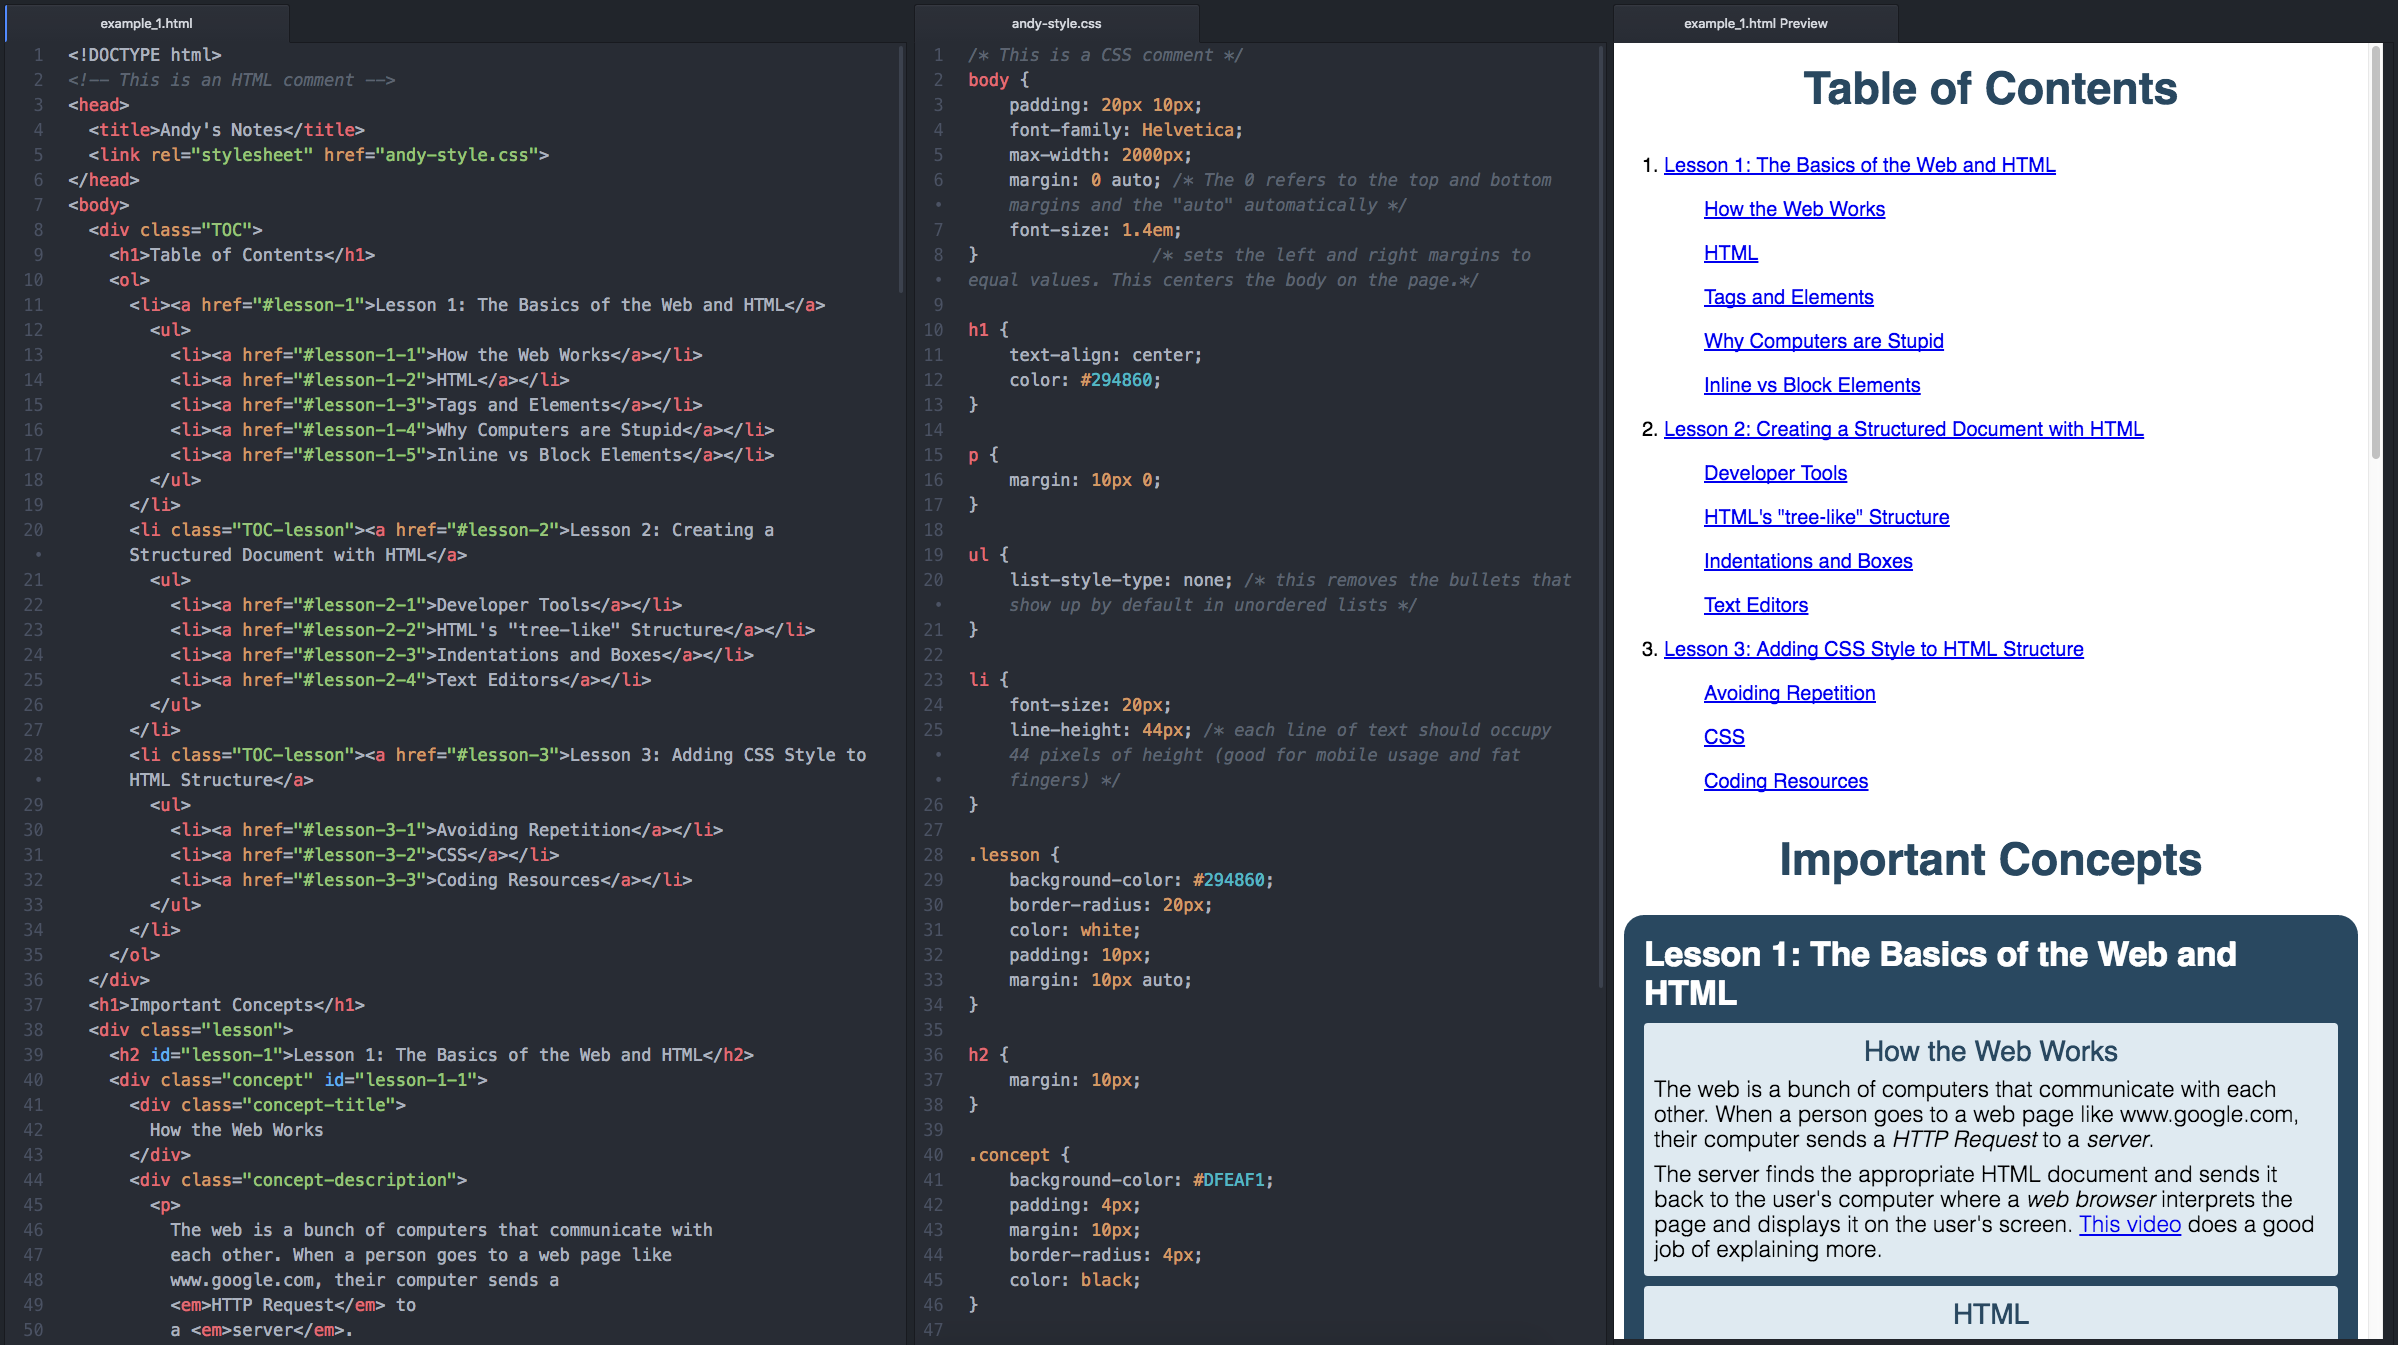 example_1.html
1 <!DOCTYPE html>
2 <!-- This is an HTML comment -->
3 <head>
4 <title>Andy's Notes</title>
5 <link rel="stylesheet" href="andy-style.css">
6 </head>
7 <body>
8 <div class="TOC">
9 <h1>Table of Contents</h1>
10 <ol>
11 <li><a href="#lesson-1">Lesson 1: The Basics of the Web and HTML</a>
12 <ul>
13 <li><a href="#lesson-1-1">How the Web Works</a></li>
14 <li><a href="#lesson-1-2">HTML</a></li>
15 <li><a href="#lesson-1-3">Tags and Elements</a></li>
16 <li><a href="#lesson-1-4">Why Computers are Stupid</a></li>
17 <li><a href="#lesson-1-5">Inline vs Block Elements</a></li>
18 </ul>
19 </li>
20 <li class="TOC-lesson"><a href="#lesson-2">Lesson 2: Creating a
• Structured Document with HTML</a>
21 <ul>
22 <li><a href="#lesson-2-1">Developer Tools</a></li>
23 <li><a href="#lesson-2-2">HTML's "tree-like" Structure</a></li>
24 <li><a href="#lesson-2-3">Indentations and Boxes</a></li>
25 <li><a href="#lesson-2-4">Text Editors</a></li>
26 </ul>
27 </li>
28 <li class="TOC-lesson"><a href="#lesson-3">Lesson 3: Adding CSS Style to
• HTML Structure</a>
29 <ul>
30 <li><a href="#lesson-3-1">Avoiding Repetition</a></li>
31 <li><a href="#lesson-3-2">CSS</a></li>
32 <li><a href="#lesson-3-3">Coding Resources</a></li>
33 </ul>
34 </li>
35 </ol>
36 </div>
37 <h1>Important Concepts</h1>
38 <div class="lesson">
39 <h2 id="lesson-1">Lesson 1: The Basics of the Web and HTML</h2>
40 <div class="concept" id="lesson-1-1">
41 <div class="concept-title">
42 How the Web Works
43 </div>
44 <div class="concept-description">
45 <p>
46 The web is a bunch of computers that communicate with
47 each other. When a person goes to a web page like
48 www.google.com, their computer sends a
49 <em>HTTP Request</em> to
50 a <em>server</em>.
andy-style.css
1 /* This is a CSS comment */
2 body {
3 padding: 20px 10px;
4 font-family: Helvetica;
5 max-width: 2000px;
6 margin: 0 auto; /* The 0 refers to the top and bottom
• margins and the "auto" automatically */
7 font-size: 1.4em;
8 } /* sets the left and right margins to
• equal values. This centers the body on the page.*/
9
10 h1 {
11 text-align: center;
12 color: #294860;
13 }
14
15 p {
16 margin: 10px 0;
17 }
18
19 ul {
20 list-style-type: none; /* this removes the bullets that
• show up by default in unordered lists */
21 }
22
23 li {
24 font-size: 20px;
25 line-height: 44px; /* each line of text should occupy
• 44 pixels of height (good for mobile usage and fat
• fingers) */
26 }
27
28 .lesson {
29 background-color: #294860;
30 border-radius: 20px;
31 color: white;
32 padding: 10px;
33 margin: 10px auto;
34 }
35
36 h2 {
37 margin: 10px;
38 }
39
40 .concept {
41 background-color: #DFEAF1;
42 padding: 4px;
43 margin: 10px;
44 border-radius: 4px;
45 color: black;
46 }
47
example_1.html Preview
Table of Contents
1. Lesson 1: The Basics of the Web and HTML
How the Web Works
HTML
Tags and Elements
Why Computers are Stupid
Inline vs Block Elements
2. Lesson 2: Creating a Structured Document with HTML
Developer Tools
HTML's "tree-like" Structure
Indentations and Boxes
Text Editors
3. Lesson 3: Adding CSS Style to HTML Structure
Avoiding Repetition
CSS
Coding Resources
Important Concepts
Lesson 1: The Basics of the Web and
HTML
How the Web Works
The web is a bunch of computers that communicate with each
other. When a person goes to a web page like www.google.com,
their computer sends a HTTP Request to a server.
The server finds the appropriate HTML document and sends it
back to the user's computer where a web browser interprets the
page and displays it on the user's screen. This video does a good
job of explaining more.
HTML